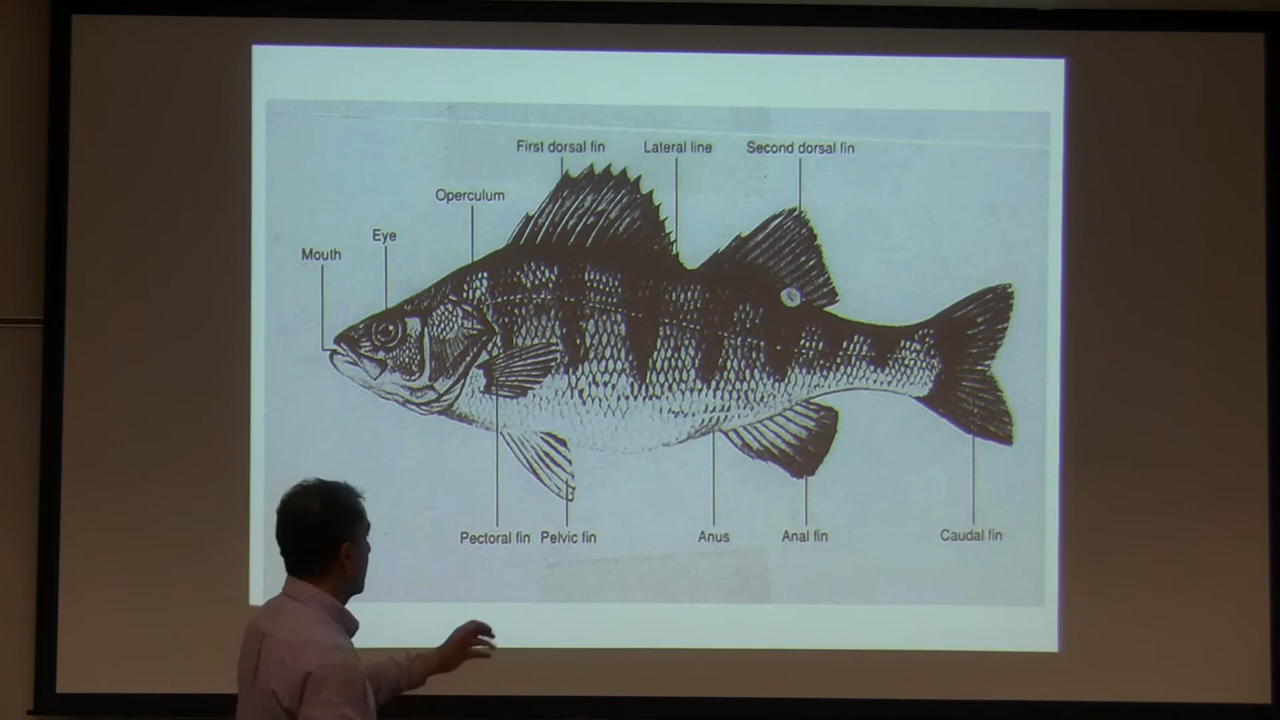 First dorsal fin
Lateral line
Second dorsal fin
Operculum
Eye
Mouth
Pectoral fin
Pelvic fin
Anus
Anal fin
Caudal fin